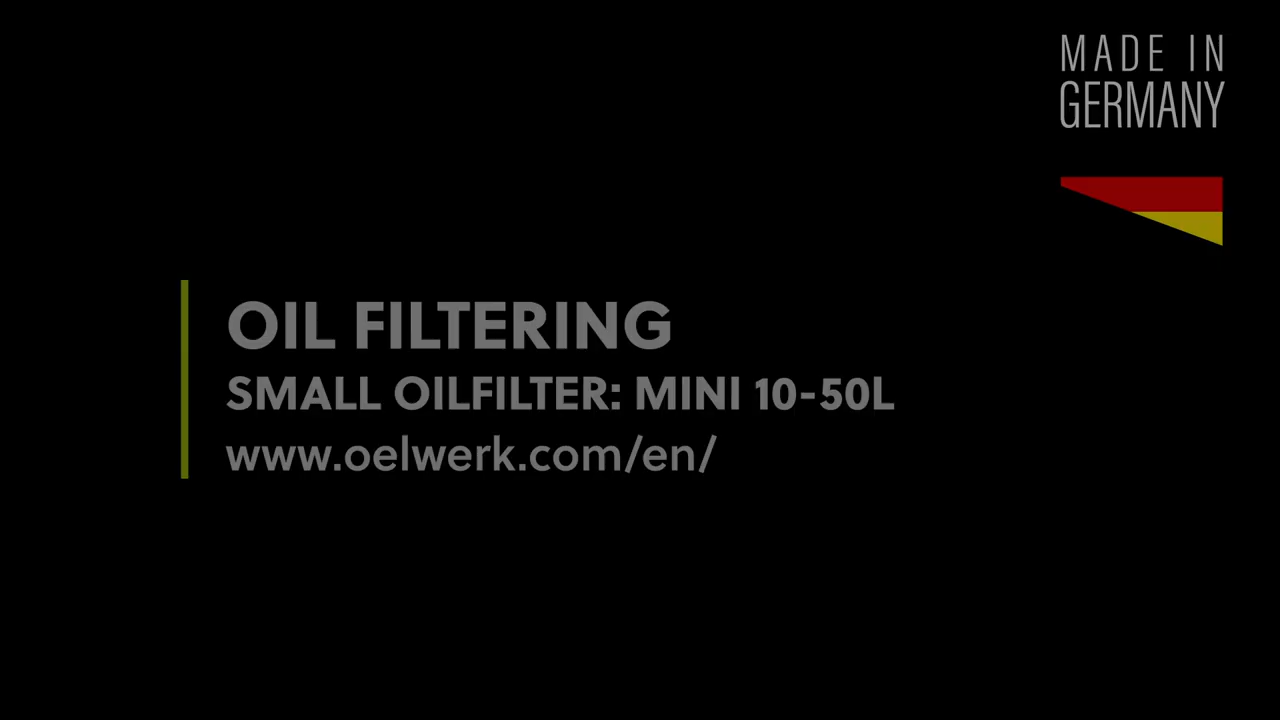 MADE IN
GERMANY
OIL FILTERING
SMALL OILFILTER: MINI 10-50L
www.oelwerk.com/en/